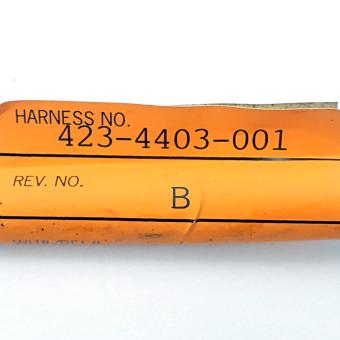 HARNESS NO.
423-4403-001
REV. NO.
B